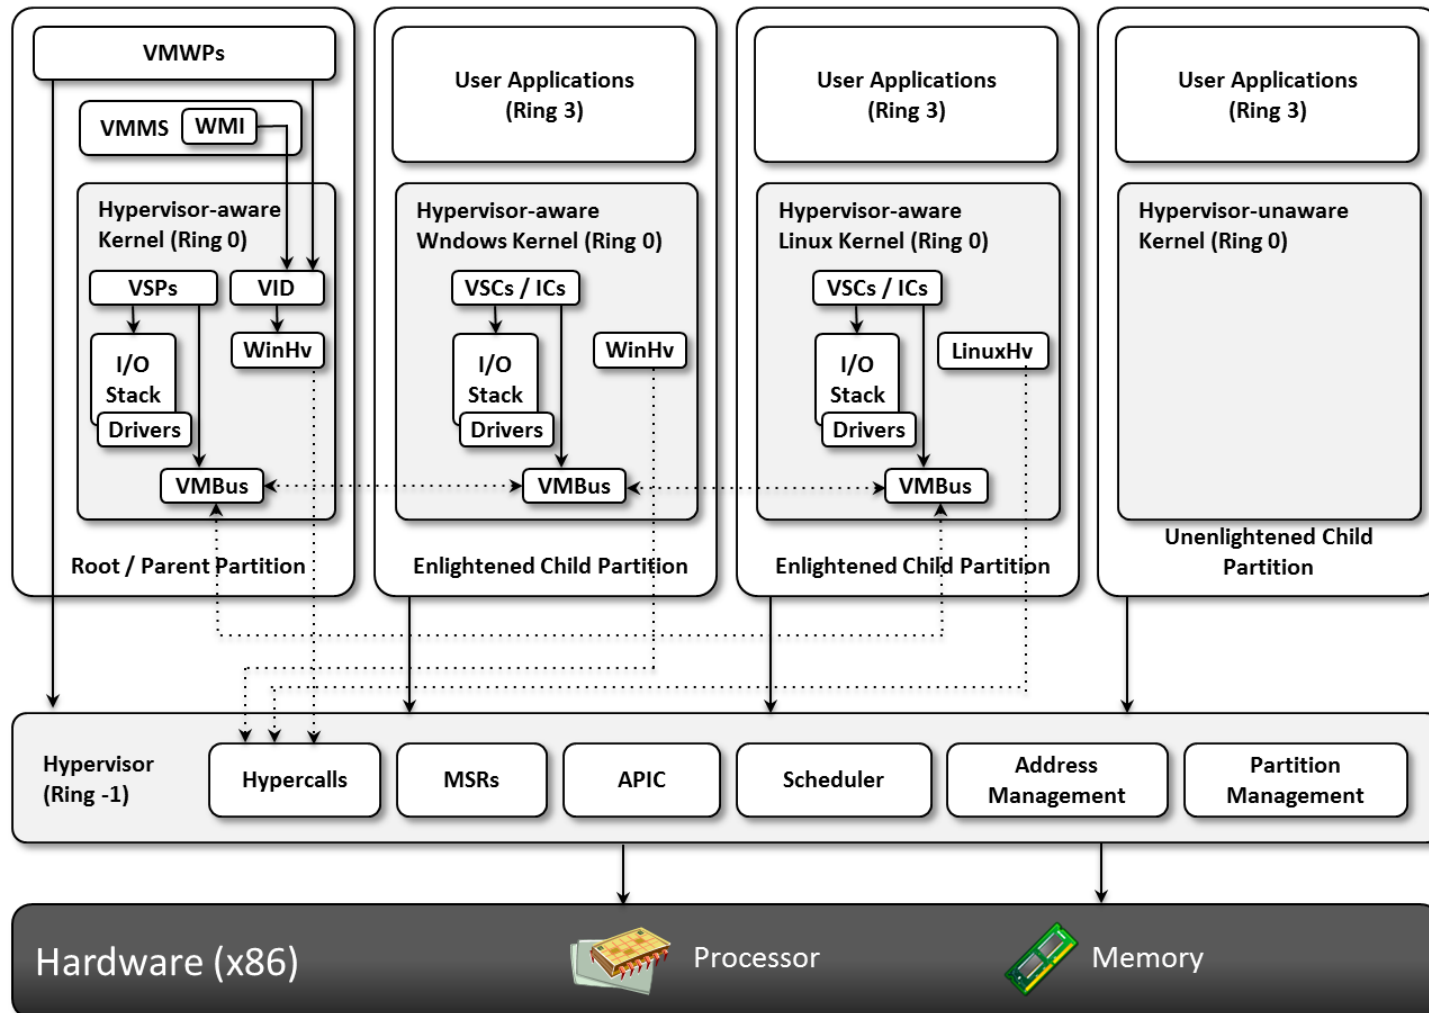 VMWPs
VMMS
WMI
Hypervisor-aware
Kernel (Ring 0)
VSPs
VID
WinHv
I/O
Stack
Drivers
VMBus
Root / Parent Partition
User Applications
(Ring 3)
Hypervisor-aware
Wndows Kernel (Ring 0)
VSCs / ICs
WinHv
I/O
Stack
Drivers
VMBus
Enlightened Child Partition
User Applications
(Ring 3)
Hypervisor-aware
Linux Kernel (Ring 0)
VSCs / ICs
LinuxHv
I/O
Stack
Drivers
VMBus
Enlightened Child Partition
User Applications
(Ring 3)
Hypervisor-unaware
Kernel (Ring 0)
Unenlightened Child
Partition
Hypervisor
(Ring -1)
Hypercalls
MSRs
APIC
Scheduler
Address
Management
Partition
Management
Hardware (x86)
Processor
Memory